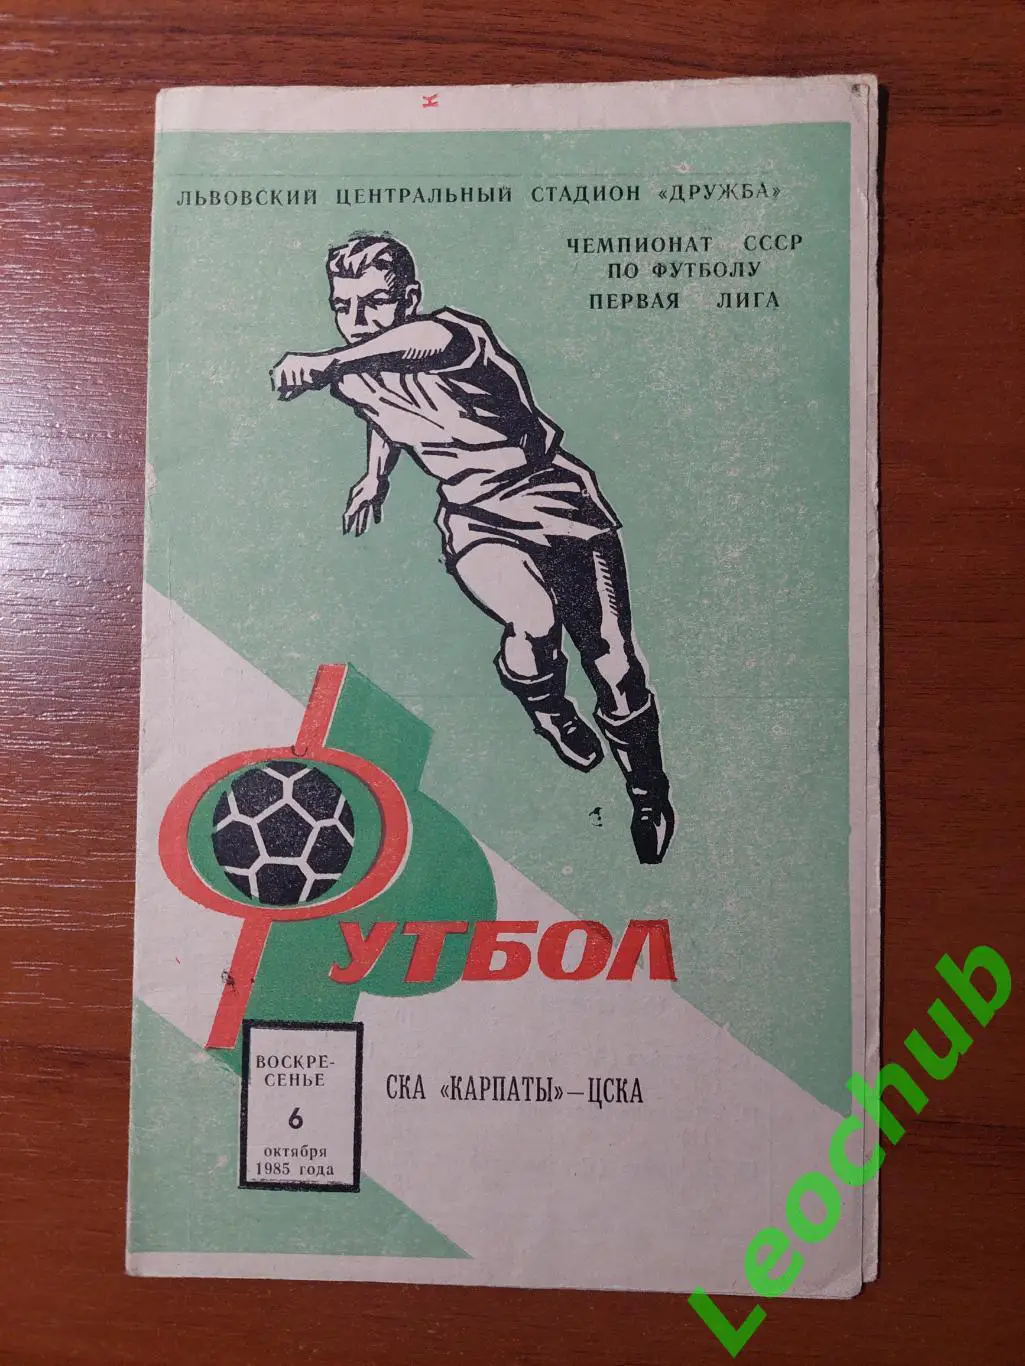 К
ЛЬВОВСКИЙ ЦЕНТРАЛЬНЫЙ СТАДИОН «ДРУЖБА»
ЧЕМПИОНАТ СССР
ПО ФУТБОЛУ
ПЕРВАЯ ЛИГА
ФУТБОЛ
ВОСКРЕ-
СЕНЬЕ
6
октября
1985 года
СКА «КАРПАТЫ»—ЦСКА
Leochub